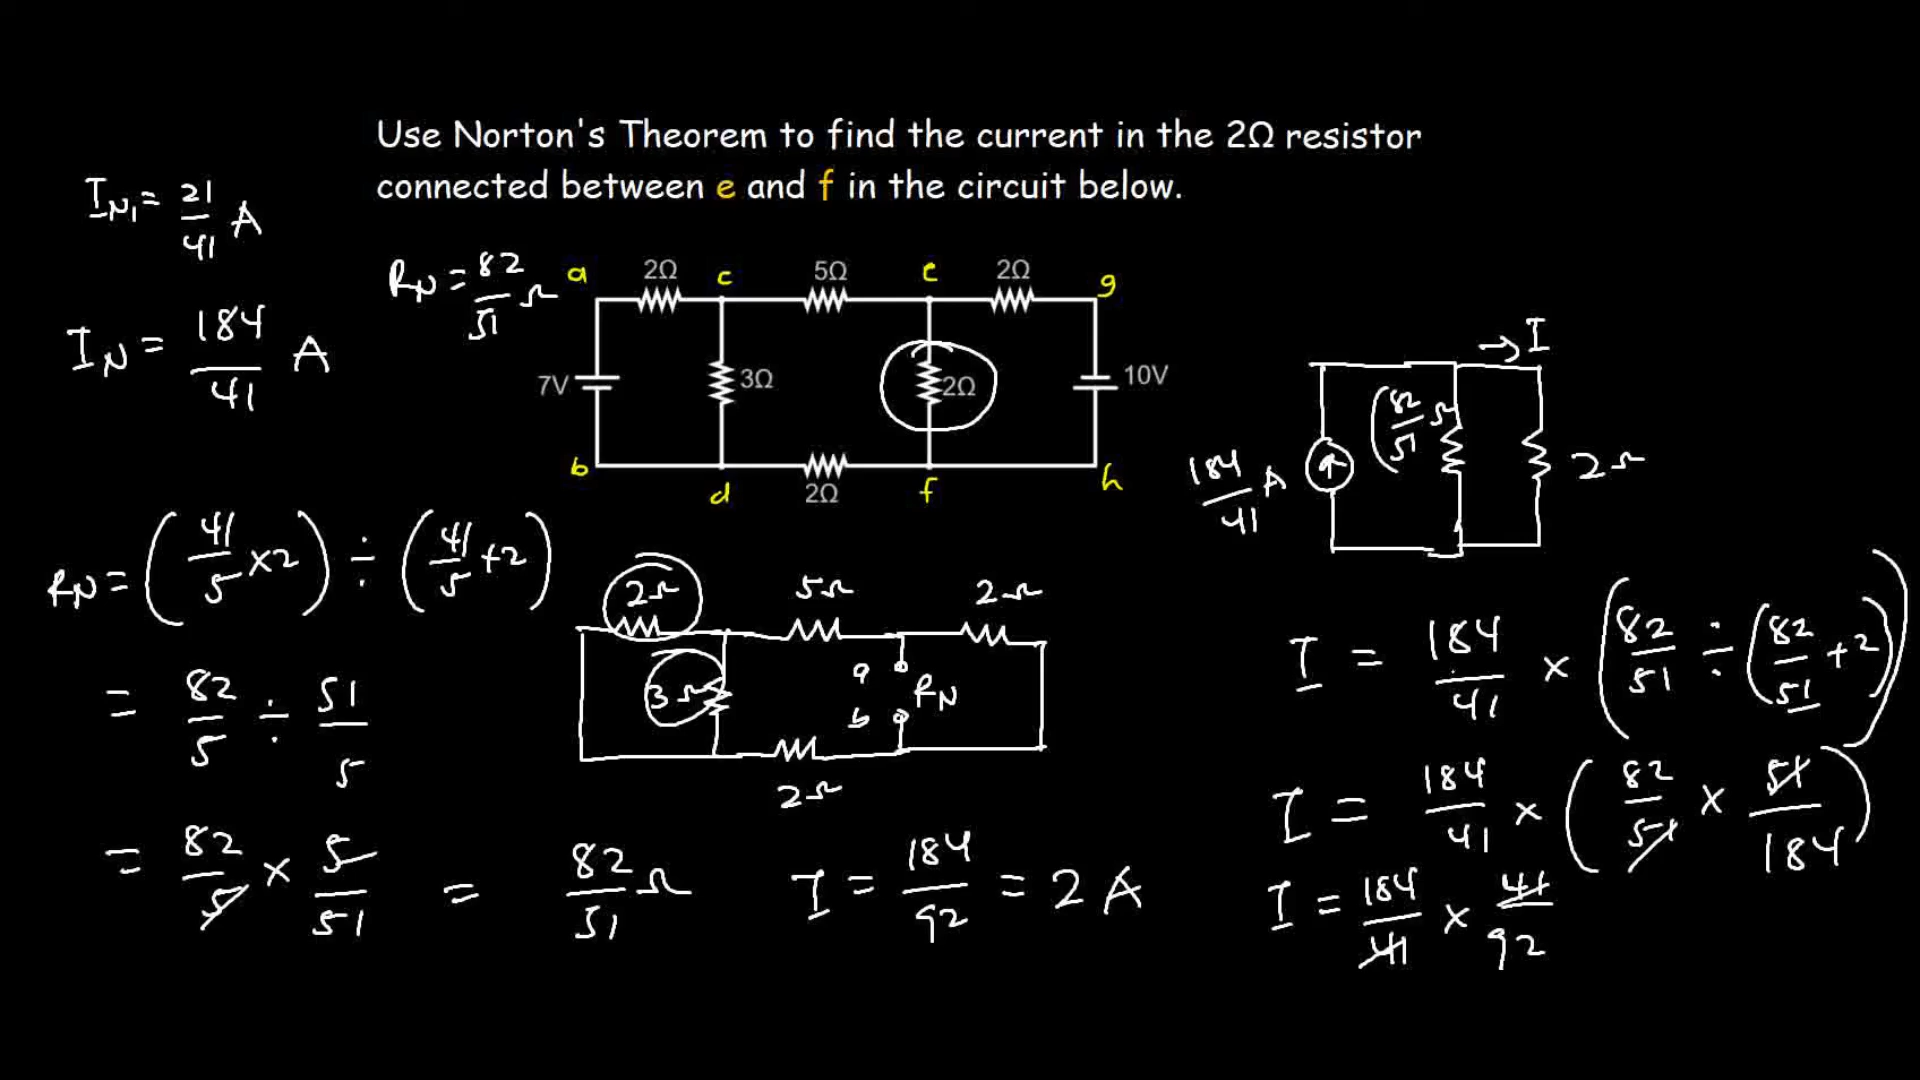 Use Norton's Theorem to find the current in the 2Ω resistor
connected between e and f in the circuit below.
I_N1 = 21/41 A
I_N = 184/41 A
R_N = 82/51 Ω
a 2Ω c 5Ω e 2Ω g
7V 3Ω 2Ω 10V
b d 2Ω f h
→ I
184/41 A (82/51 Ω 2Ω
R_N = (41/5 × 2) ÷ (41/5 + 2)
= 82/5 ÷ 51/5
= 82/5 × 5/51 = 82/51 Ω
2Ω 5Ω 2Ω
3Ω a R_N
b
2Ω
I = 184/92 = 2 A
I = 184/41 × (82/51 ÷ (82/51 + 2))
I = 184/41 × (82/51 × 51/184)
I = 184/41 × 41/92